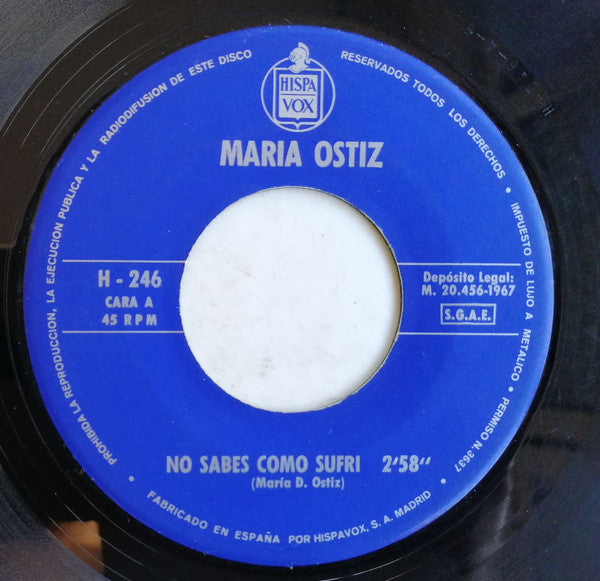 HISPA
VOX
MARIA OSTIZ
H - 246
CARA A
45 RPM
Depósito Legal:
M. 20.456-1967
S.G.A.E.
NO SABES COMO SUFRI 2'58"
(María D. Ostiz)
PROHIBIDA LA REPRODUCCION, LA EJECUCION PUBLICA Y LA RADIODIFUSION DE ESTE DISCO
RESERVADOS TODOS LOS DERECHOS • IMPUESTO DE LUJO A METALICO • PERMISO N. 3637
• FABRICADO EN ESPAÑA POR HISPAVOX, S. A. MADRID •